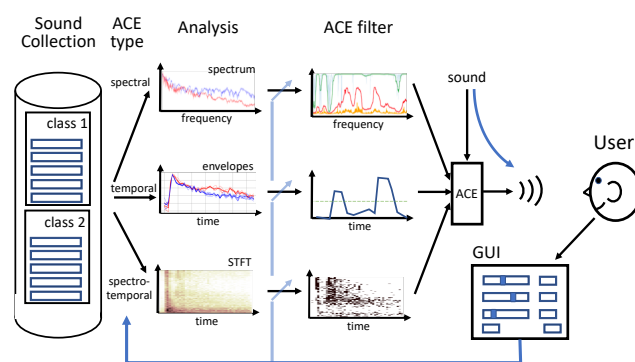 Sound
Collection
ACE
type
Analysis
ACE filter
class 1
class 2
spectral
temporal
spectro-
temporal
spectrum
frequency
envelopes
time
STFT
time
frequency
time
time
sound
ACE
User
GUI